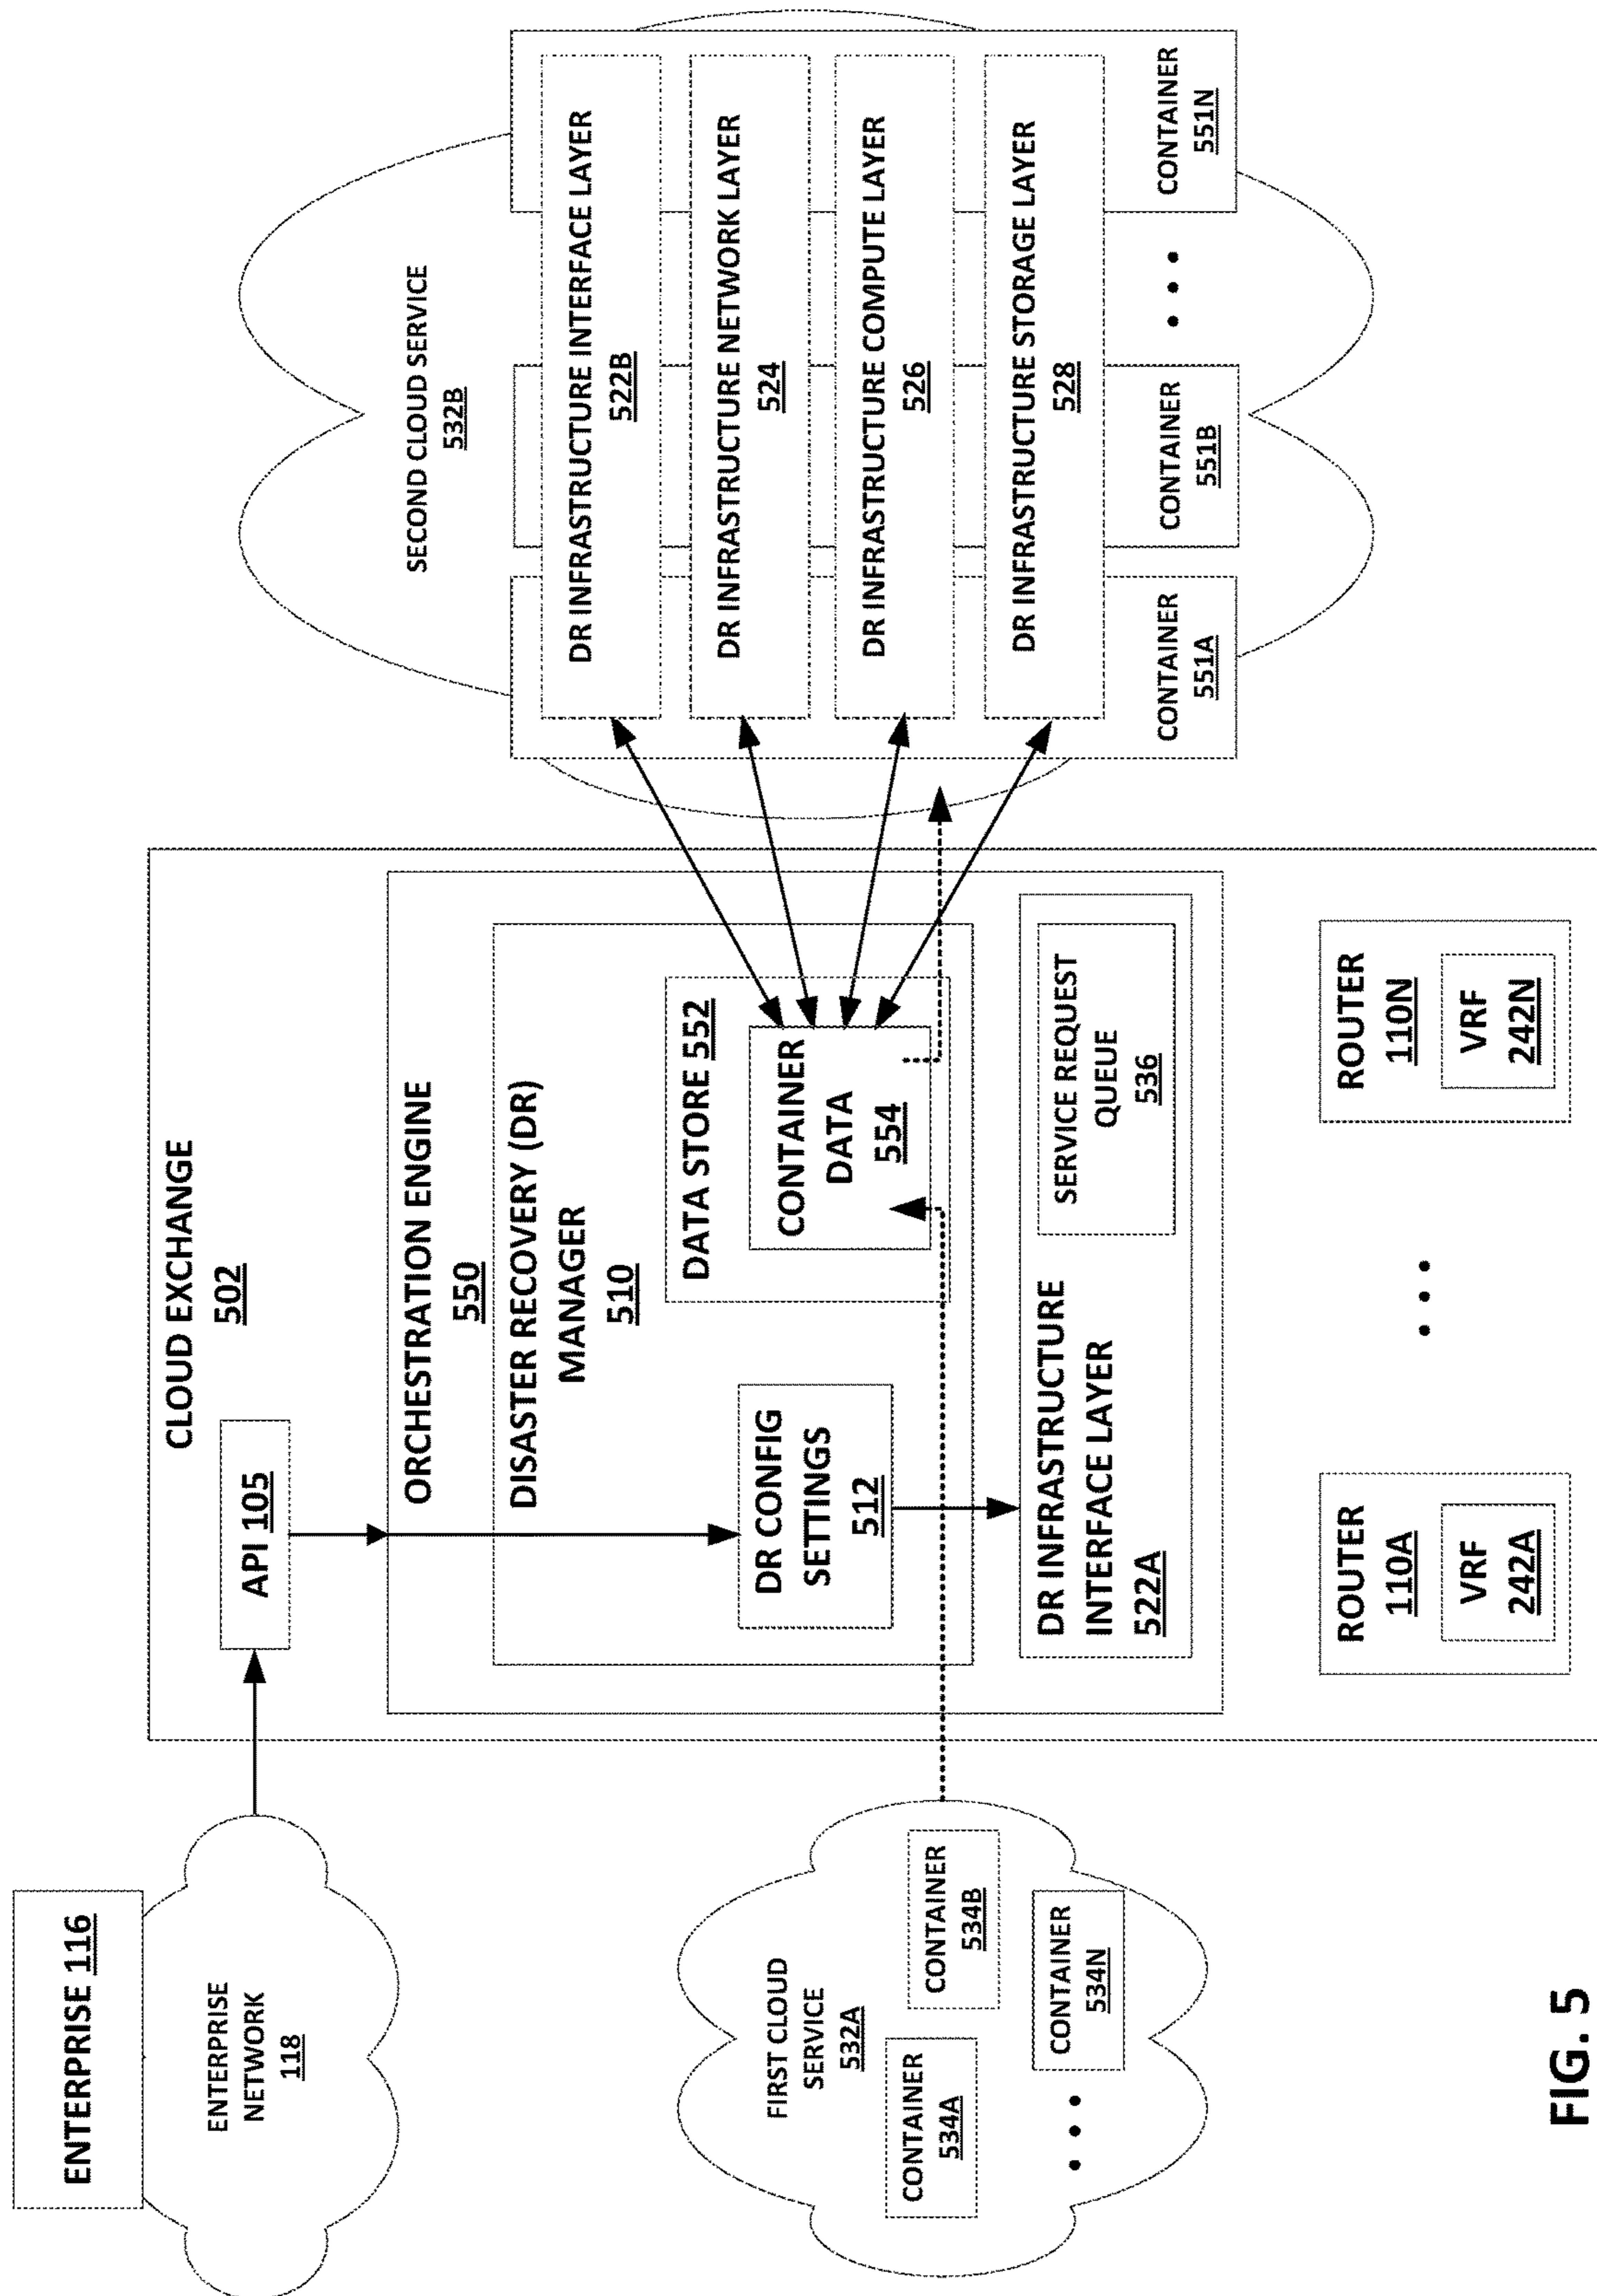 ENTERPRISE 116
ENTERPRISE
NETWORK
118
FIRST CLOUD
SERVICE
532A
CONTAINER
534A
CONTAINER
534B
CONTAINER
534N
• • •
CLOUD EXCHANGE
502
API 105
ORCHESTRATION ENGINE
550
DISASTER RECOVERY (DR)
MANAGER
510
DR CONFIG
SETTINGS
512
DATA STORE 552
CONTAINER
DATA
554
DR INFRASTRUCTURE
INTERFACE LAYER
522A
SERVICE REQUEST
QUEUE
536
ROUTER
110A
VRF
242A
• • •
ROUTER
110N
VRF
242N
SECOND CLOUD SERVICE
532B
DR INFRASTRUCTURE INTERFACE LAYER
522B
DR INFRASTRUCTURE NETWORK LAYER
524
DR INFRASTRUCTURE COMPUTE LAYER
526
DR INFRASTRUCTURE STORAGE LAYER
528
CONTAINER
551A
CONTAINER
551B
• • •
CONTAINER
551N
FIG. 5